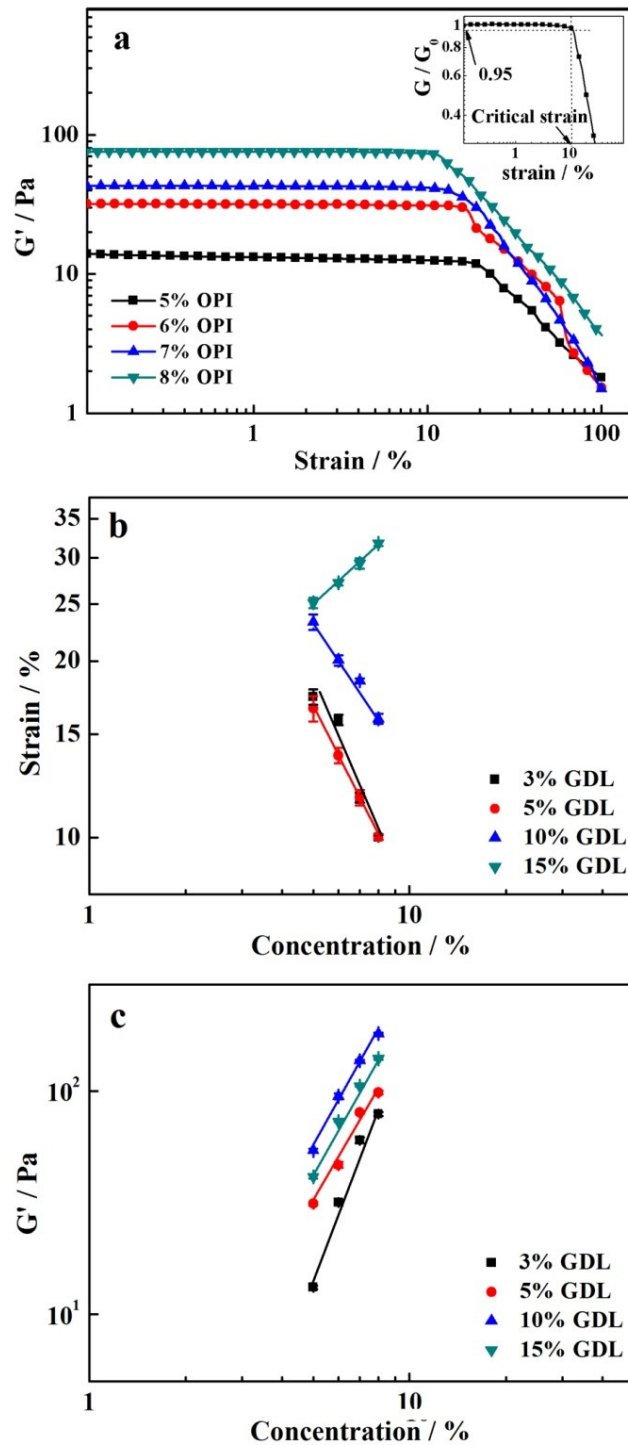 a
G / G0
1
0.8
0.6
0.4
0.95
Critical strain
1
10
strain / %
G' / Pa
100
10
1
5% OPI
6% OPI
7% OPI
8% OPI
1
10
100
Strain / %
b
Strain / %
35
30
25
20
15
10
3% GDL
5% GDL
10% GDL
15% GDL
1
10
Concentration / %
c
G' / Pa
10²
10¹
3% GDL
5% GDL
10% GDL
15% GDL
1
10
Concentration / %